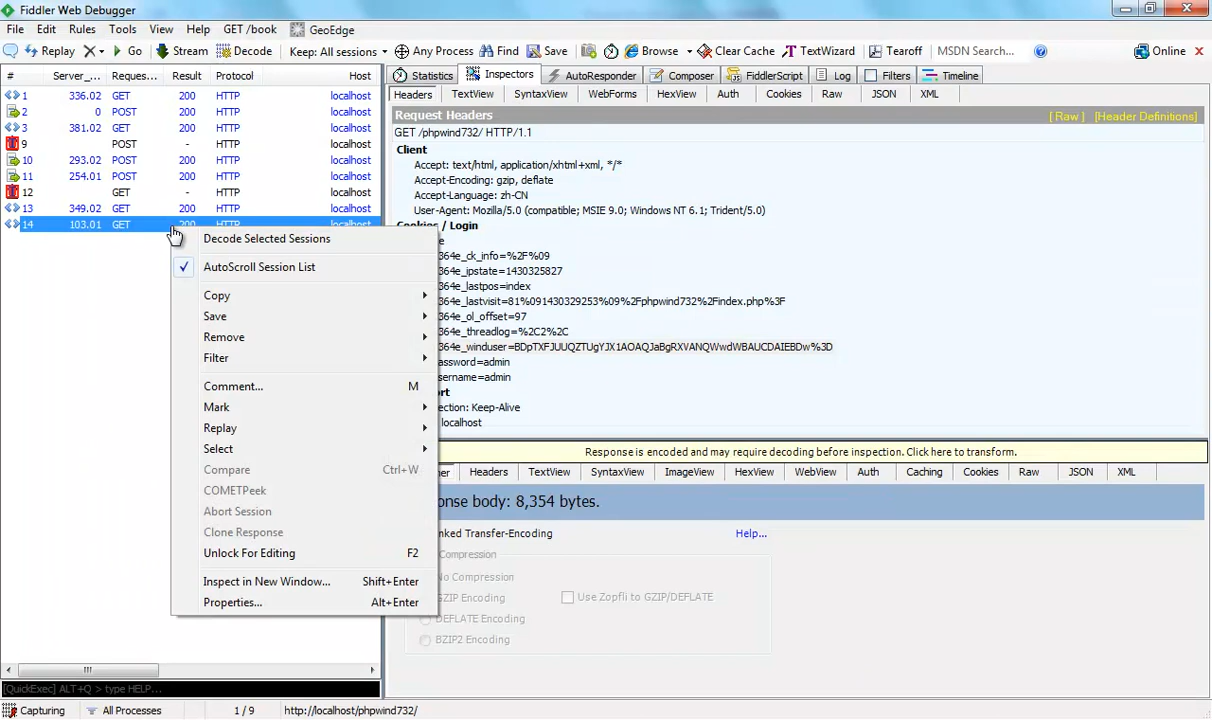 Fiddler Web Debugger
File Edit Rules Tools View Help GET /book GeoEdge
Replay Go Stream Decode Keep: All sessions Any Process Find Save Browse Clear Cache TextWizard Tearoff MSDN Search... Online
# Server_... Reques... Result Protocol Host
1 336.02 GET 200 HTTP localhost
2 0 POST 200 HTTP localhost
3 381.02 GET 200 HTTP localhost
9 POST - HTTP localhost
10 293.02 POST 200 HTTP localhost
11 254.01 POST 200 HTTP localhost
12 GET - HTTP localhost
13 349.02 GET 200 HTTP localhost
14 103.01 GET 200 HTTP localhost
Decode Selected Sessions
AutoScroll Session List
Copy
Save
Remove
Filter
Comment... M
Mark
Replay
Select
Compare Ctrl+W
COMETPeek
Abort Session
Clone Response
Unlock For Editing F2
Inspect in New Window... Shift+Enter
Properties... Alt+Enter
Statistics Inspectors AutoResponder Composer FiddlerScript Log Filters Timeline
Headers TextView SyntaxView WebForms HexView Auth Cookies Raw JSON XML
Request Headers [ Raw ] [Header Definitions]
GET /phpwind732/ HTTP/1.1
Client
Accept: text/html, application/xhtml+xml, */*
Accept-Encoding: gzip, deflate
Accept-Language: zh-CN
User-Agent: Mozilla/5.0 (compatible; MSIE 9.0; Windows NT 6.1; Trident/5.0)
Cookies / Login
e
364e_ck_info=%2F%09
364e_ipstate=1430325827
364e_lastpos=index
364e_lastvisit=81%091430329253%09%2Fphpwind732%2Findex.php%3F
364e_ol_offset=97
364e_threadlog=%2C2%2C
364e_winduser=BDpTXFJUUQZTUgYJX1AOAQJaBgRXVANQWwdWBAUCDAIEBDw%3D
assword=admin
sername=admin
ort
ection: Keep-Alive
localhost
Response is encoded and may require decoding before inspection. Click here to transform.
er Headers TextView SyntaxView ImageView HexView WebView Auth Caching Cookies Raw JSON XML
onse body: 8,354 bytes.
nked Transfer-Encoding Help...
Compression
No Compression
GZIP Encoding Use Zopfli to GZIP/DEFLATE
DEFLATE Encoding
BZIP2 Encoding
[QuickExec] ALT+Q > type HELP...
Capturing All Processes 1 / 9 http://localhost/phpwind732/